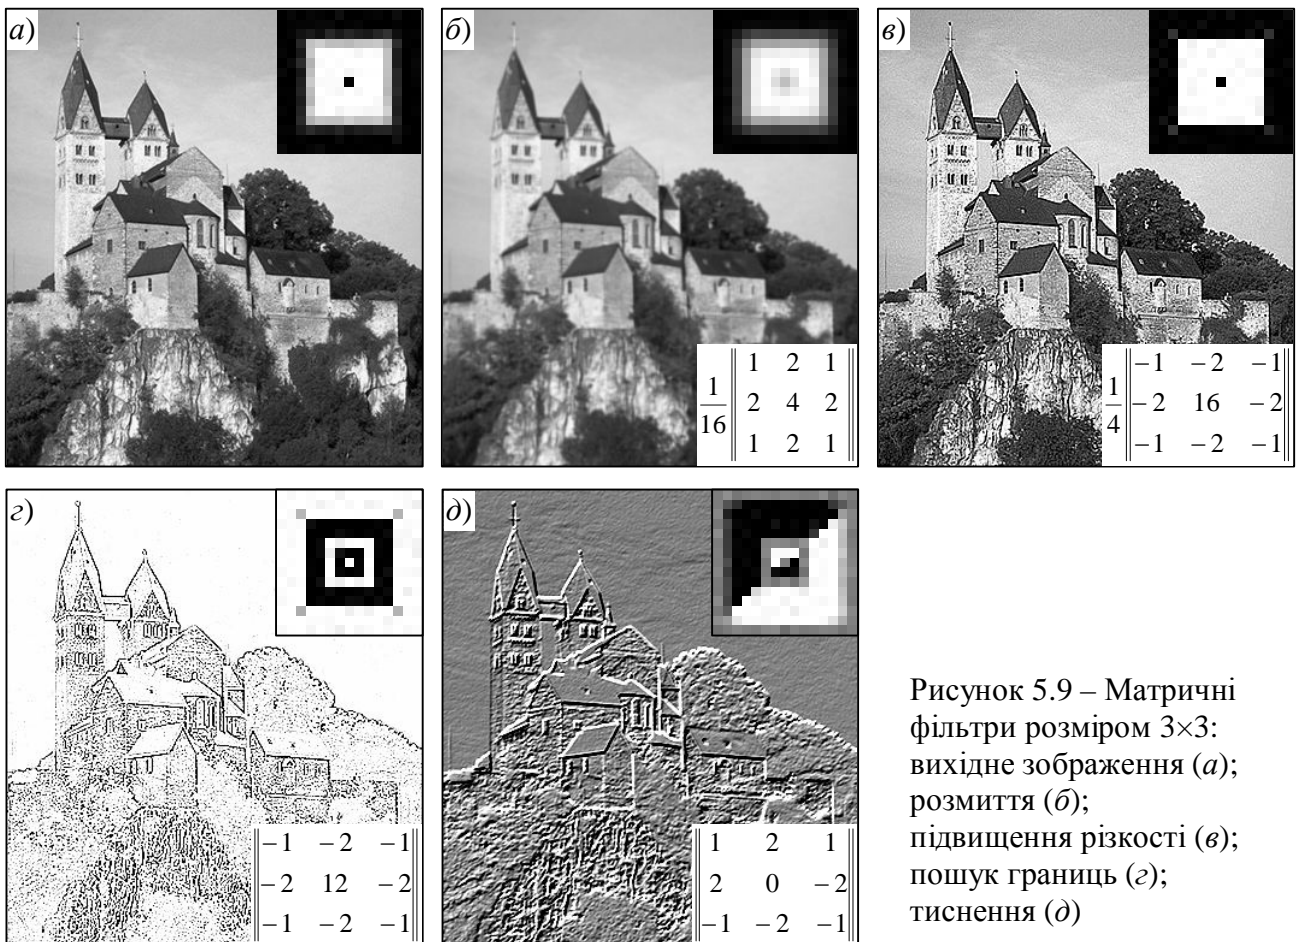 а)
б)
в)
1/16 ‖ 1 2 1 ‖
‖ 2 4 2 ‖
‖ 1 2 1 ‖
1/4 ‖ −1 −2 −1 ‖
‖ −2 16 −2 ‖
‖ −1 −2 −1 ‖
г)
д)
‖ −1 −2 −1 ‖
‖ −2 12 −2 ‖
‖ −1 −2 −1 ‖
‖ 1 2 1 ‖
‖ 2 0 −2 ‖
‖ −1 −2 −1 ‖
Рисунок 5.9 – Матричні
фільтри розміром 3×3:
вихідне зображення (а);
розмиття (б);
підвищення різкості (в);
пошук границь (г);
тиснення (д)